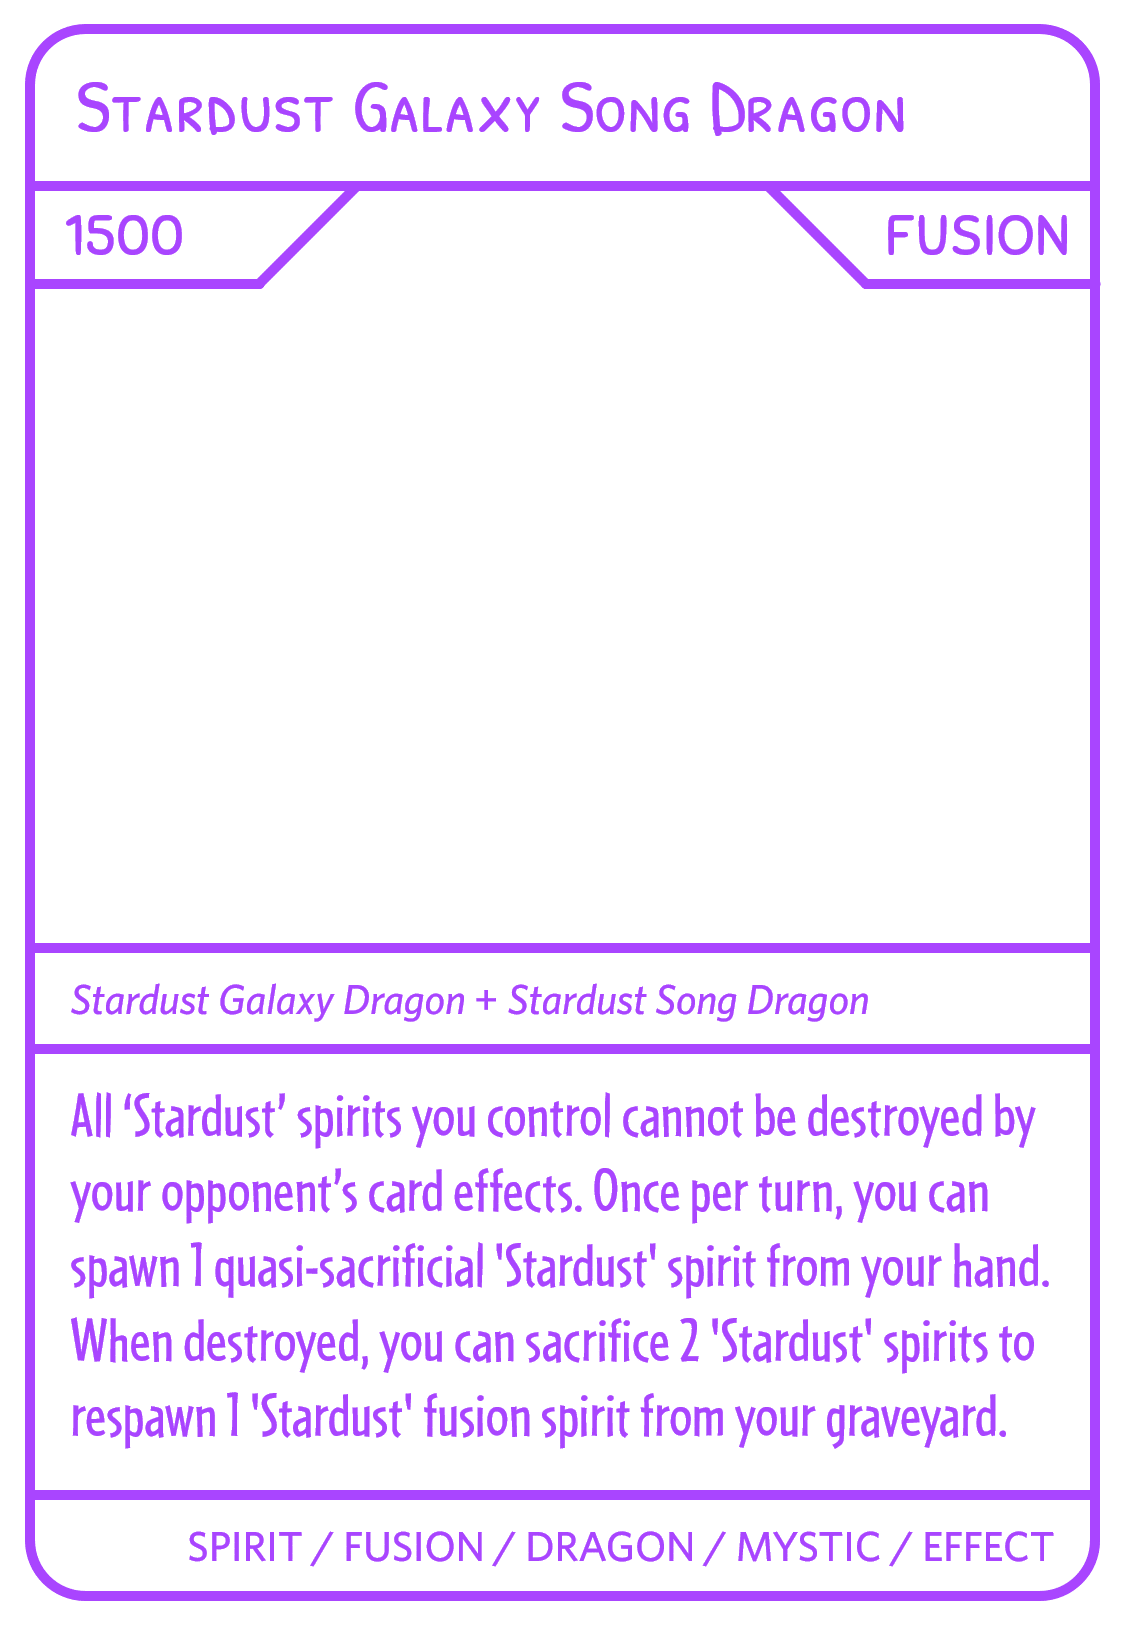 Stardust Galaxy Song Dragon
1500
FUSION
Stardust Galaxy Dragon + Stardust Song Dragon
All ‘Stardust’ spirits you control cannot be destroyed by
your opponent’s card effects. Once per turn, you can
spawn 1 quasi-sacrificial 'Stardust' spirit from your hand.
When destroyed, you can sacrifice 2 'Stardust' spirits to
respawn 1 'Stardust' fusion spirit from your graveyard.
SPIRIT / FUSION / DRAGON / MYSTIC / EFFECT